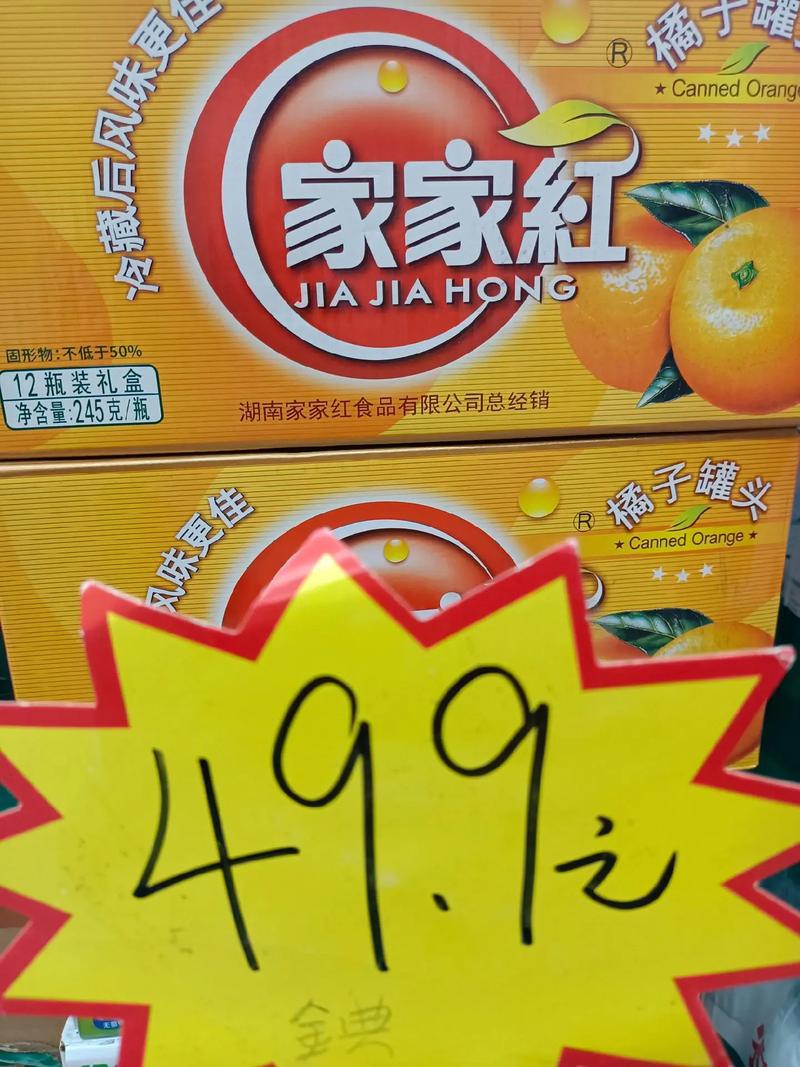 冷藏后风味更佳
®
橘子罐
★ Canned Orange
家家紅
JIA JIA HONG
固形物:不低于50%
12瓶装礼盒
净含量:245克/瓶
湖南家家红食品有限公司总经销
风味更佳
®
橘子罐头
★ Canned Orange ★
49.9元
金典